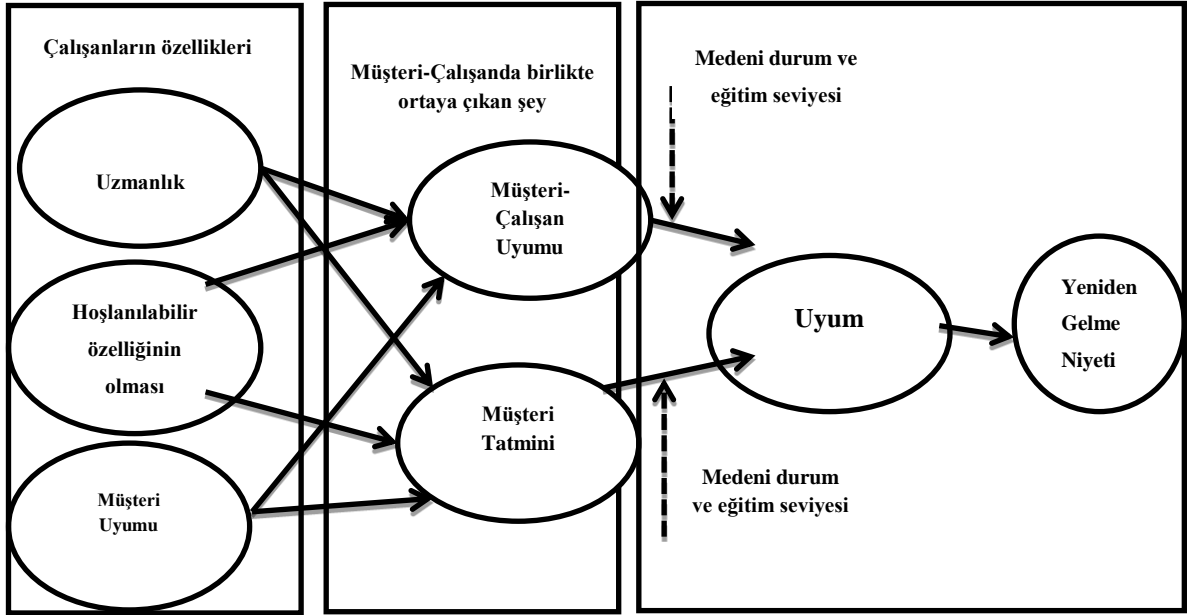 Çalışanların özellikleri
Uzmanlık
Hoşlanılabilir
özelliğinin
olması
Müşteri
Uyumu
Müşteri-Çalışanda birlikte
ortaya çıkan şey
Müşteri-
Çalışan
Uyumu
Müşteri
Tatmini
Medeni durum ve
eğitim seviyesi
Uyum
Medeni durum
ve eğitim seviyesi
Yeniden
Gelme
Niyeti